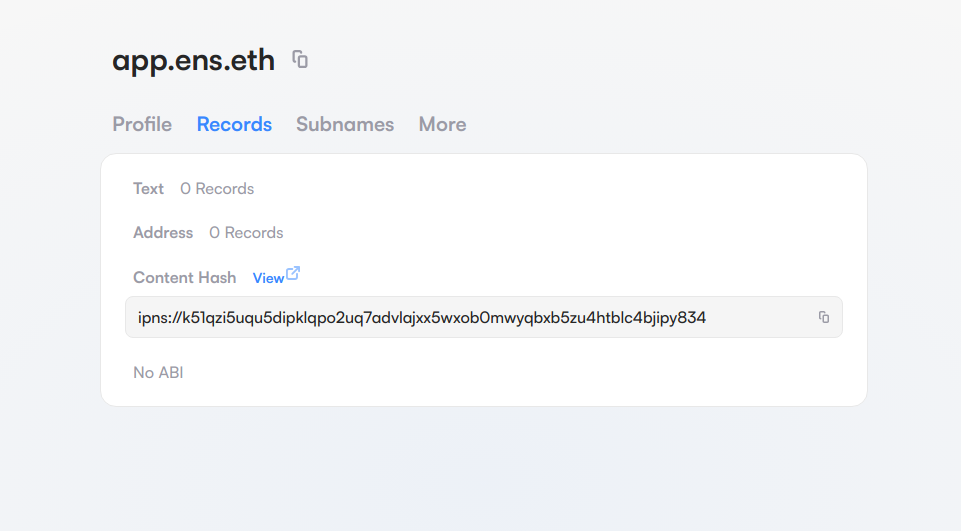 app.ens.eth
Profile Records Subnames More
Text 0 Records
Address 0 Records
Content Hash View
ipns://k51qzi5uqu5dipklqpo2uq7advlajxx5wxob0mwyqbxb5zu4htblc4bjipy834
No ABI